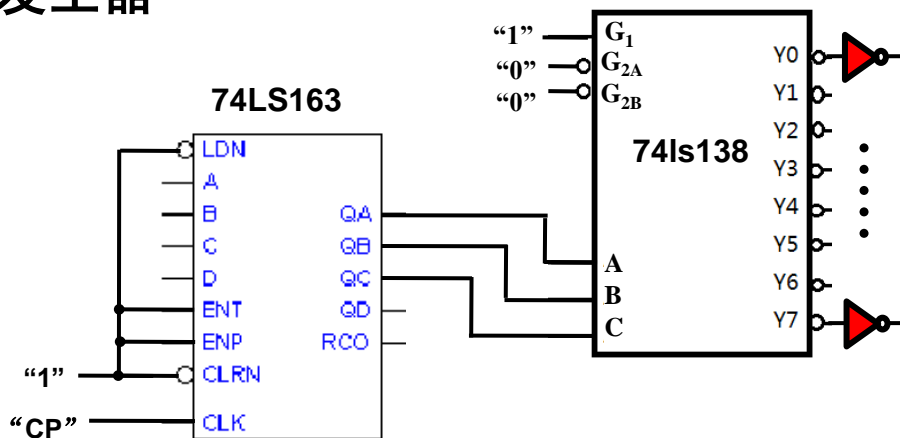 发生器
74LS163
LDN
A
B
C
D
ENT
ENP
CLRN
CLK
QA
QB
QC
QD
RCO
“1”
“CP”
“1”
“0”
“0”
G1
G2A
G2B
74ls138
A
B
C
Y0
Y1
Y2
Y3
Y4
Y5
Y6
Y7